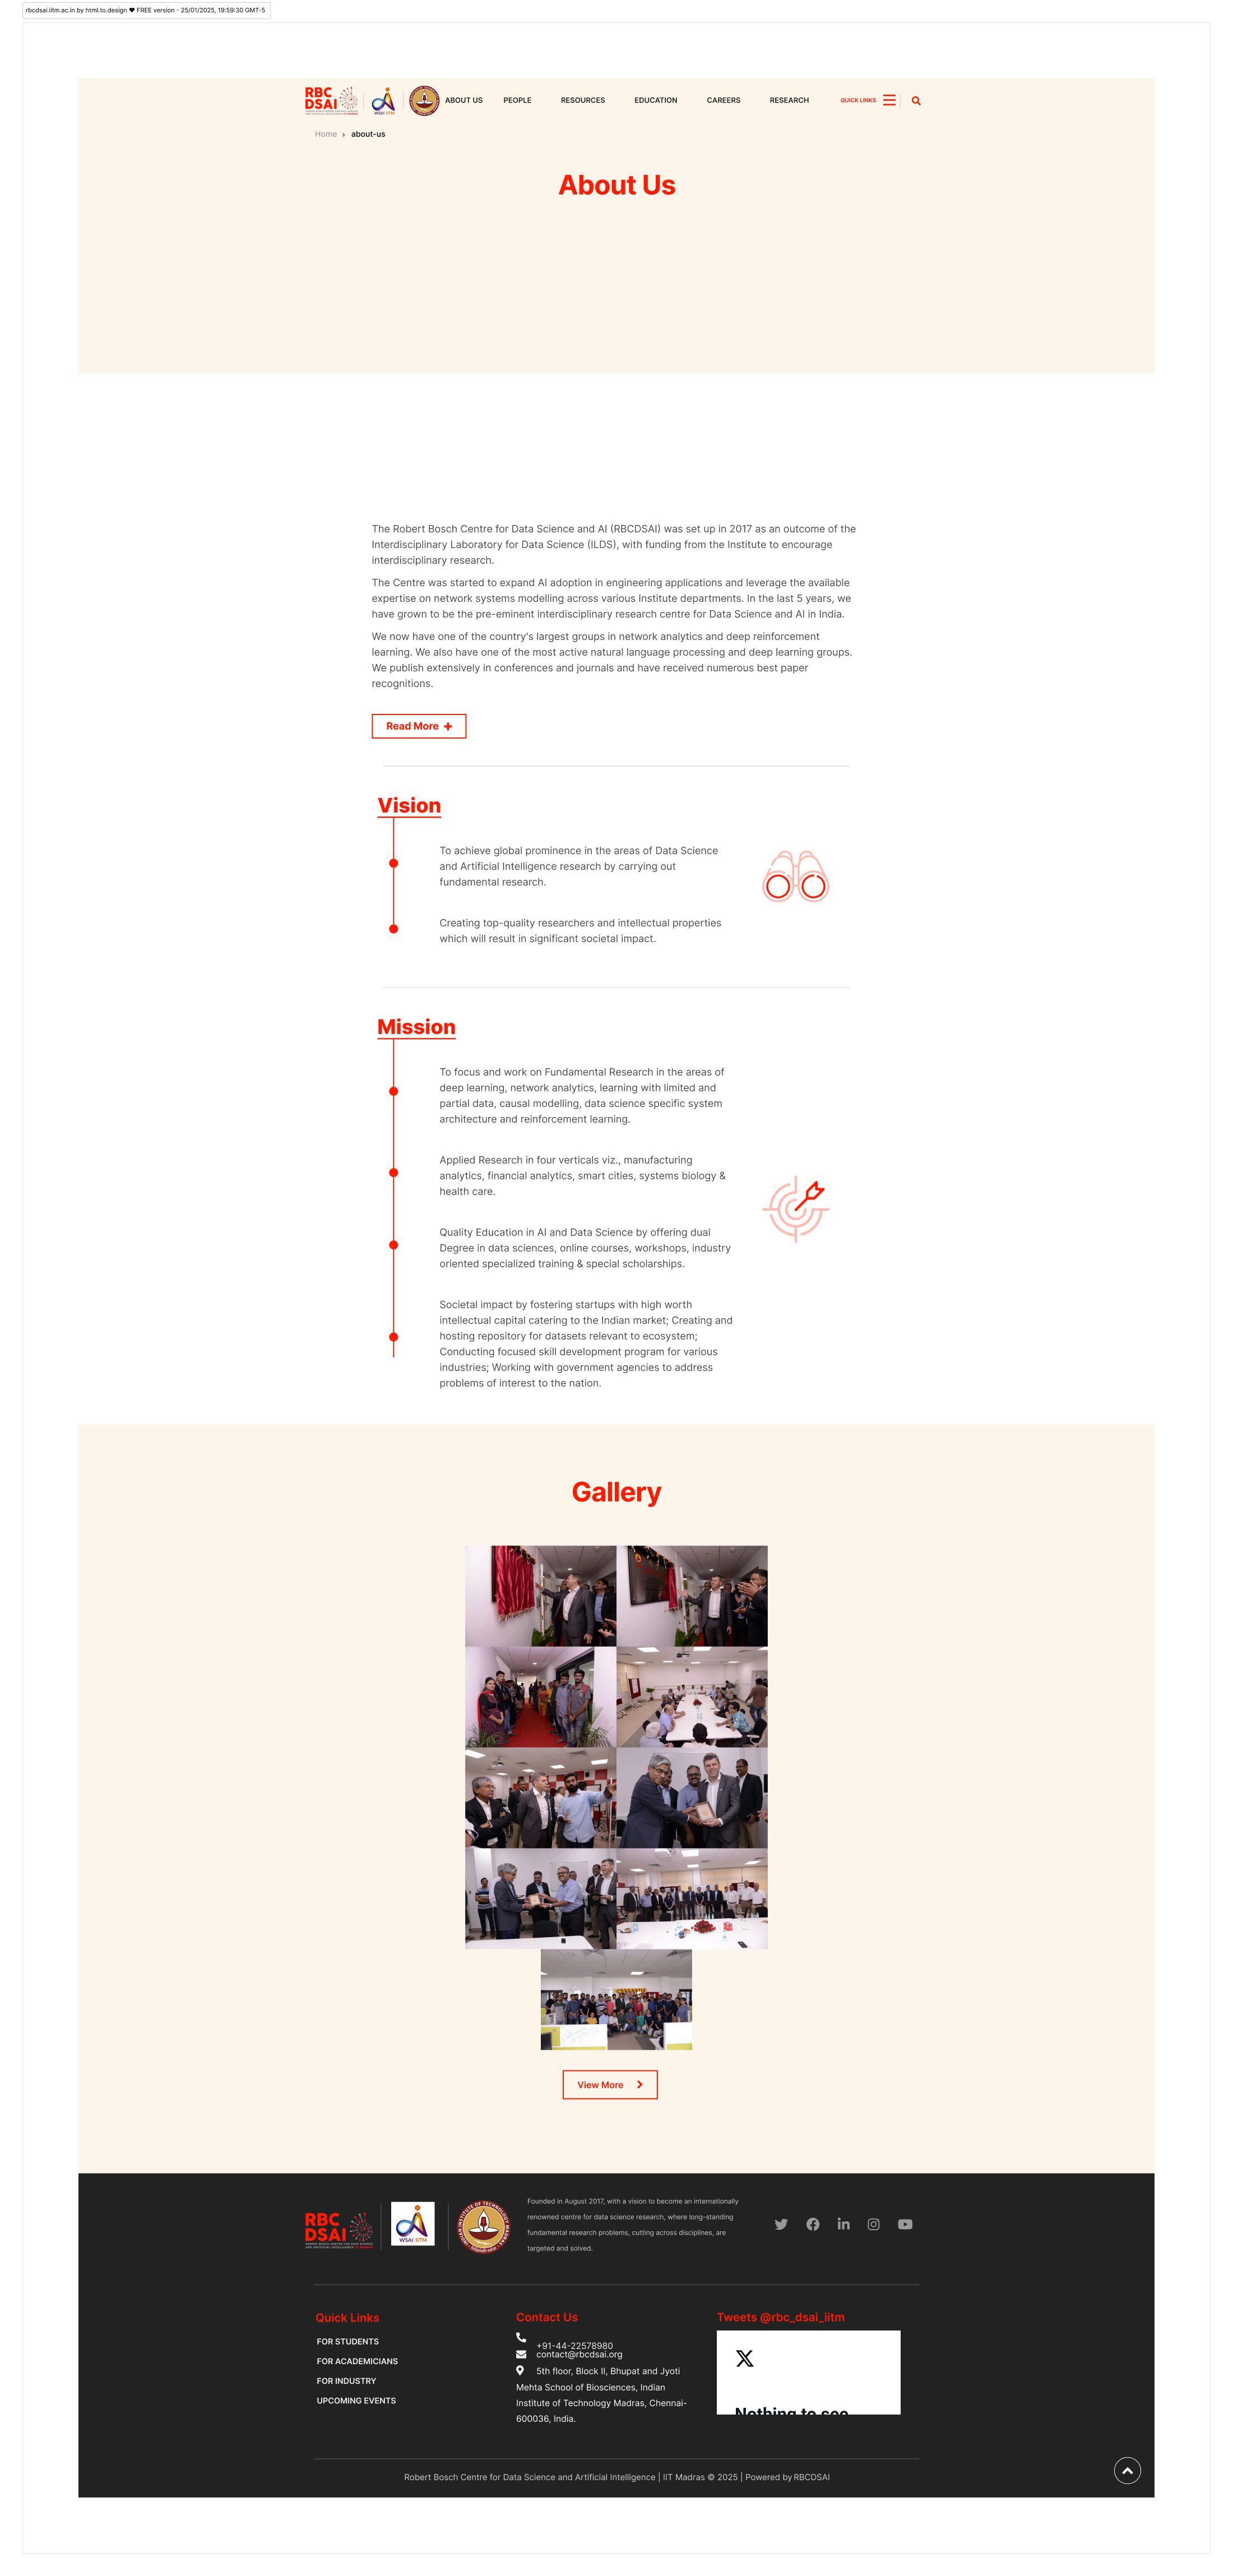 rbcdsai.iitm.ac.in by html.to.design ❤ FREE version - 25/01/2025, 19:59:30 GMT-5
RBC
DSAI
WSAI IITM
ABOUT US
PEOPLE
RESOURCES
EDUCATION
CAREERS
RESEARCH
QUICK LINKS
Home
about-us
About Us
The Robert Bosch Centre for Data Science and AI (RBCDSAI) was set up in 2017 as an outcome of the
Interdisciplinary Laboratory for Data Science (ILDS), with funding from the Institute to encourage
interdisciplinary research.
The Centre was started to expand AI adoption in engineering applications and leverage the available
expertise on network systems modelling across various Institute departments. In the last 5 years, we
have grown to be the pre-eminent interdisciplinary research centre for Data Science and AI in India.
We now have one of the country's largest groups in network analytics and deep reinforcement
learning. We also have one of the most active natural language processing and deep learning groups.
We publish extensively in conferences and journals and have received numerous best paper
recognitions.
Read More +
Vision
To achieve global prominence in the areas of Data Science
and Artificial Intelligence research by carrying out
fundamental research.
Creating top-quality researchers and intellectual properties
which will result in significant societal impact.
Mission
To focus and work on Fundamental Research in the areas of
deep learning, network analytics, learning with limited and
partial data, causal modelling, data science specific system
architecture and reinforcement learning.
Applied Research in four verticals viz., manufacturing
analytics, financial analytics, smart cities, systems biology &
health care.
Quality Education in AI and Data Science by offering dual
Degree in data sciences, online courses, workshops, industry
oriented specialized training & special scholarships.
Societal impact by fostering startups with high worth
intellectual capital catering to the Indian market; Creating and
hosting repository for datasets relevant to ecosystem;
Conducting focused skill development program for various
industries; Working with government agencies to address
problems of interest to the nation.
Gallery
View More
RBC
DSAI
WSAI IITM
INDIAN INSTITUTE OF TECHNOLOGY MADRAS
Founded in August 2017, with a vision to become an internationally
renowned centre for data science research, where long-standing
fundamental research problems, cutting across disciplines, are
targeted and solved.
Quick Links
FOR STUDENTS
FOR ACADEMICIANS
FOR INDUSTRY
UPCOMING EVENTS
Contact Us
+91-44-22578980
contact@rbcdsai.org
5th floor, Block II, Bhupat and Jyoti
Mehta School of Biosciences, Indian
Institute of Technology Madras, Chennai-
600036, India.
Tweets @rbc_dsai_iitm
Nothing to see
Robert Bosch Centre for Data Science and Artificial Intelligence | IIT Madras © 2025 | Powered by RBCDSAI